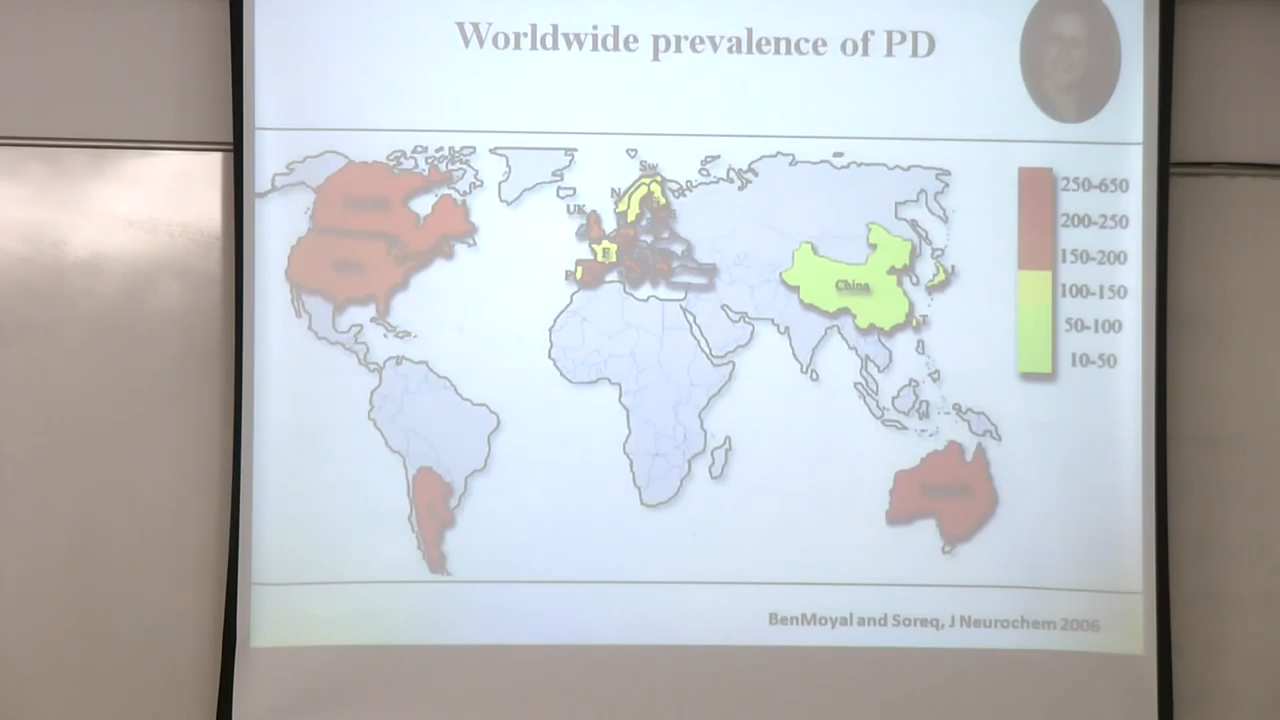 Worldwide prevalence of PD
Sw
N
UK
F
P
China
J
T
250-650
200-250
150-200
100-150
50-100
10-50
BenMoyal and Soreq, J Neurochem 2006